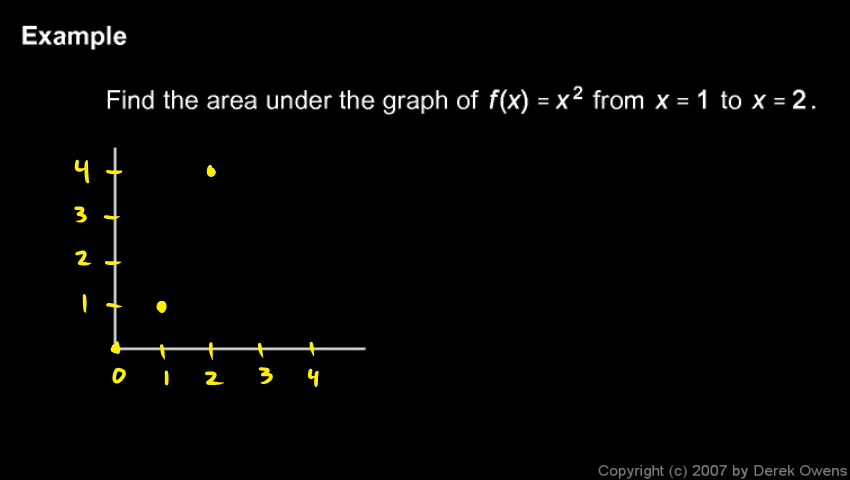 Example
Find the area under the graph of f(x) = x² from x = 1 to x = 2.
4
3
2
1
0 1 2 3 4
Copyright (c) 2007 by Derek Owens